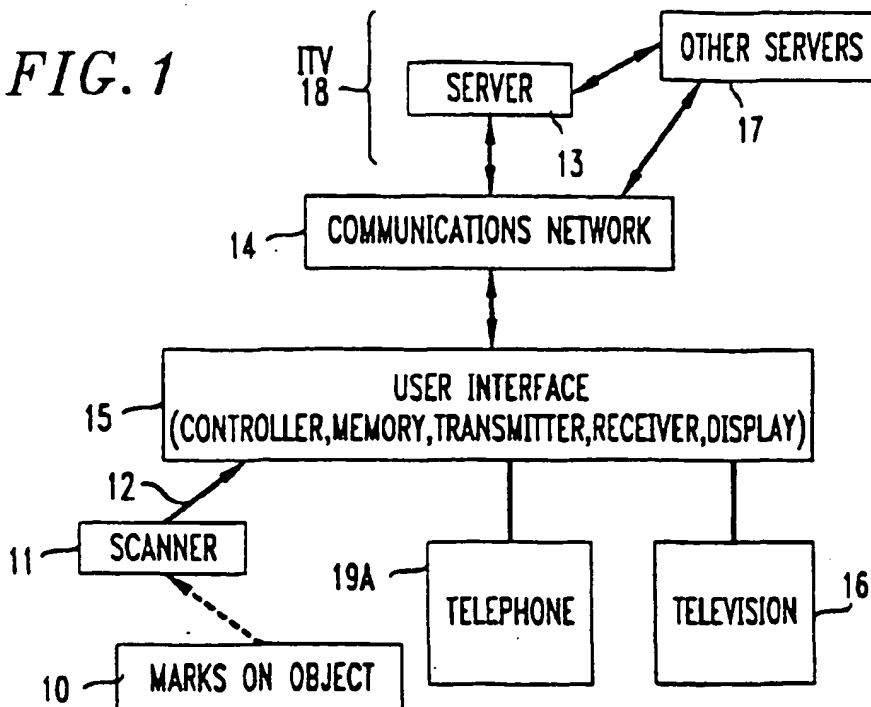 FIG. 1
ITV
18
SERVER
13
OTHER SERVERS
17
COMMUNICATIONS NETWORK
14
USER INTERFACE
(CONTROLLER,MEMORY,TRANSMITTER,RECEIVER,DISPLAY)
15
12
SCANNER
11
19A
TELEPHONE
TELEVISION
16
MARKS ON OBJECT
10